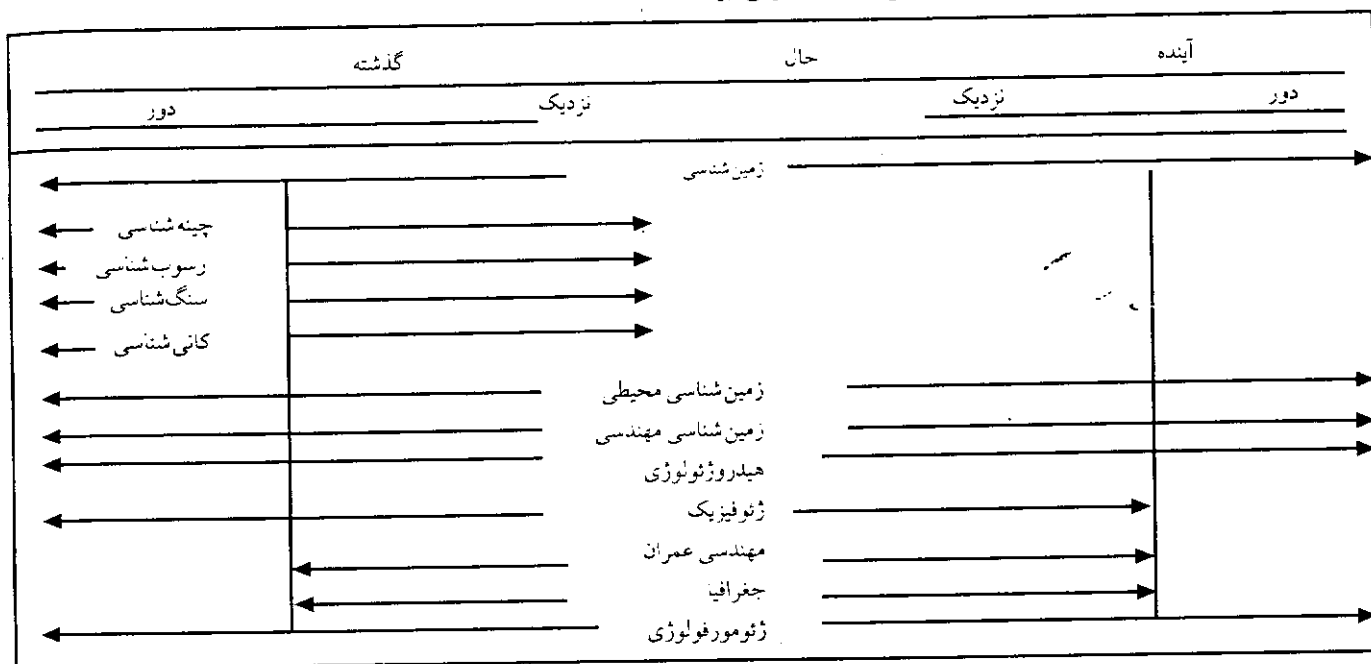 آینده حال گذشته
دور نزدیک نزدیک دور
زمین‌شناسی
چینه‌شناسی
رسوب‌شناسی
سنگ‌شناسی
کانی‌شناسی
زمین‌شناسی محیطی
زمین‌شناسی مهندسی
هیدروژئولوژی
ژئوفیزیک
مهندسی عمران
جغرافیا
ژئومورفولوژی